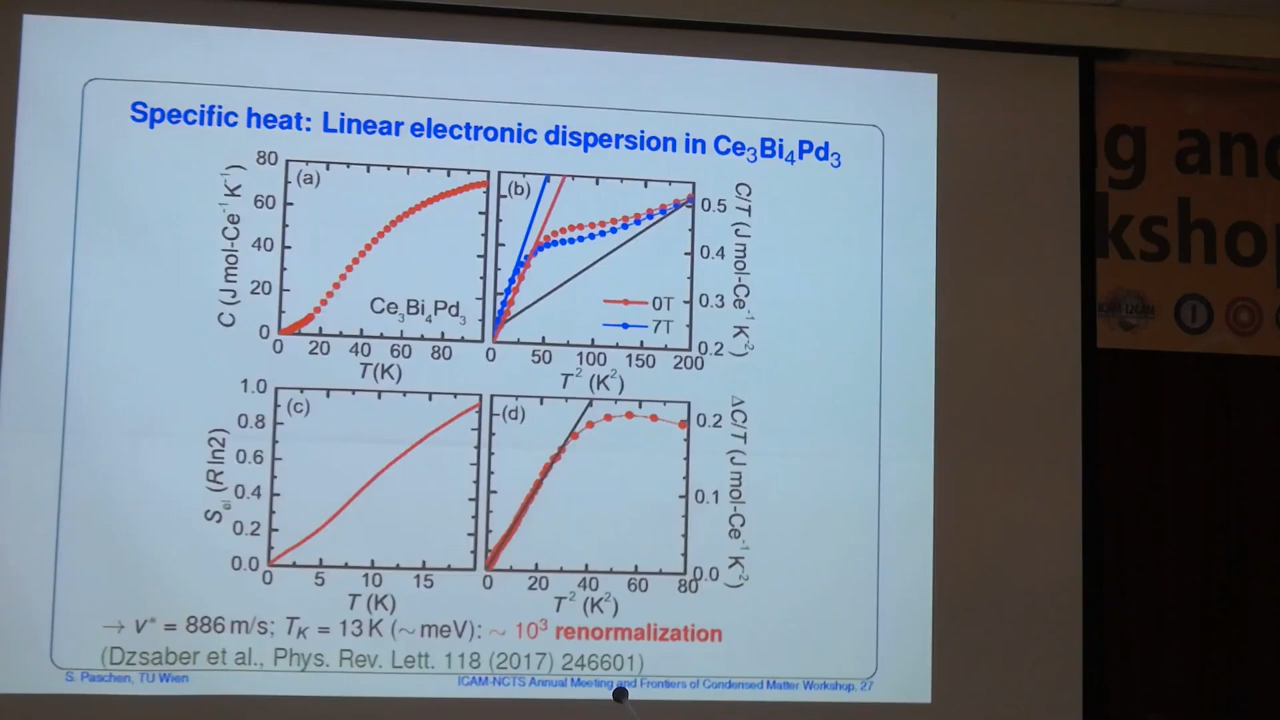 Specific heat: Linear electronic dispersion in Ce₃Bi₄Pd₃
80
60
40
20
0
C (J mol-Ce⁻¹ K⁻¹)
(a)
Ce₃Bi₄Pd₃
0 20 40 60 80
T(K)
(b)
0T
7T
0.5
0.4
0.3
0.2
C/T (J mol-Ce⁻¹ K⁻²)
0 50 100 150 200
T² (K²)
1.0
0.8
0.6
0.4
0.2
0.0
S_el (R ln2)
(c)
0 5 10 15
T (K)
(d)
0.2
0.1
0.0
ΔC/T (J mol-Ce⁻¹ K⁻²)
0 20 40 60 80
T² (K²)
→ v* = 886 m/s; T_K = 13 K (~ meV): ~ 10³ renormalization
(Dzsaber et al., Phys. Rev. Lett. 118 (2017) 246601)
S. Paschen, TU Wien
ICAM-NCTS Annual Meeting and Frontiers of Condensed Matter Workshop, 27
g and
ksho